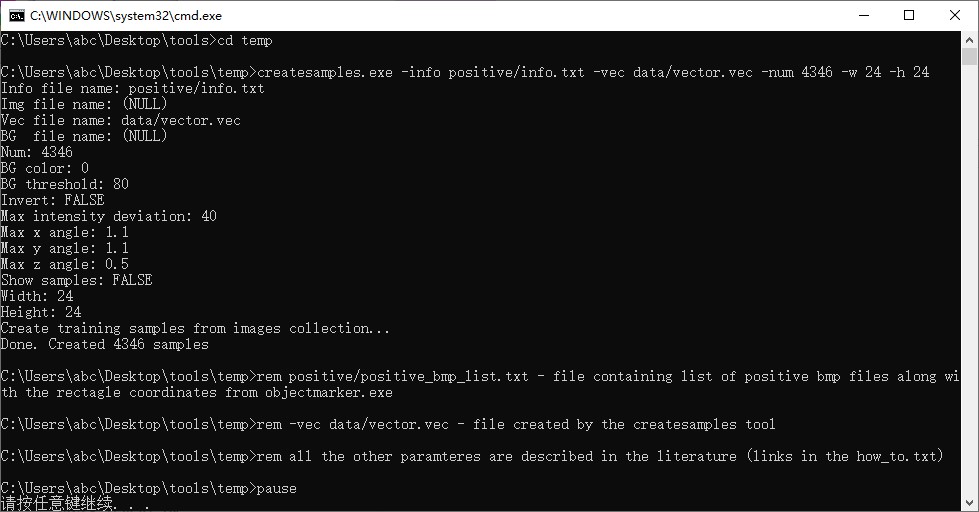 C:\WINDOWS\system32\cmd.exe
C:\Users\abc\Desktop\tools>cd temp
C:\Users\abc\Desktop\tools\temp>createsamples.exe -info positive/info.txt -vec data/vector.vec -num 4346 -w 24 -h 24
Info file name: positive/info.txt
Img file name: (NULL)
Vec file name: data/vector.vec
BG  file name: (NULL)
Num: 4346
BG color: 0
BG threshold: 80
Invert: FALSE
Max intensity deviation: 40
Max x angle: 1.1
Max y angle: 1.1
Max z angle: 0.5
Show samples: FALSE
Width: 24
Height: 24
Create training samples from images collection...
Done. Created 4346 samples
C:\Users\abc\Desktop\tools\temp>rem positive/positive_bmp_list.txt - file containing list of positive bmp files along wi
th the rectagle coordinates from objectmarker.exe
C:\Users\abc\Desktop\tools\temp>rem -vec data/vector.vec - file created by the createsamples tool
C:\Users\abc\Desktop\tools\temp>rem all the other paramteres are described in the literature (links in the how_to.txt)
C:\Users\abc\Desktop\tools\temp>pause
请按任意键继续. . .